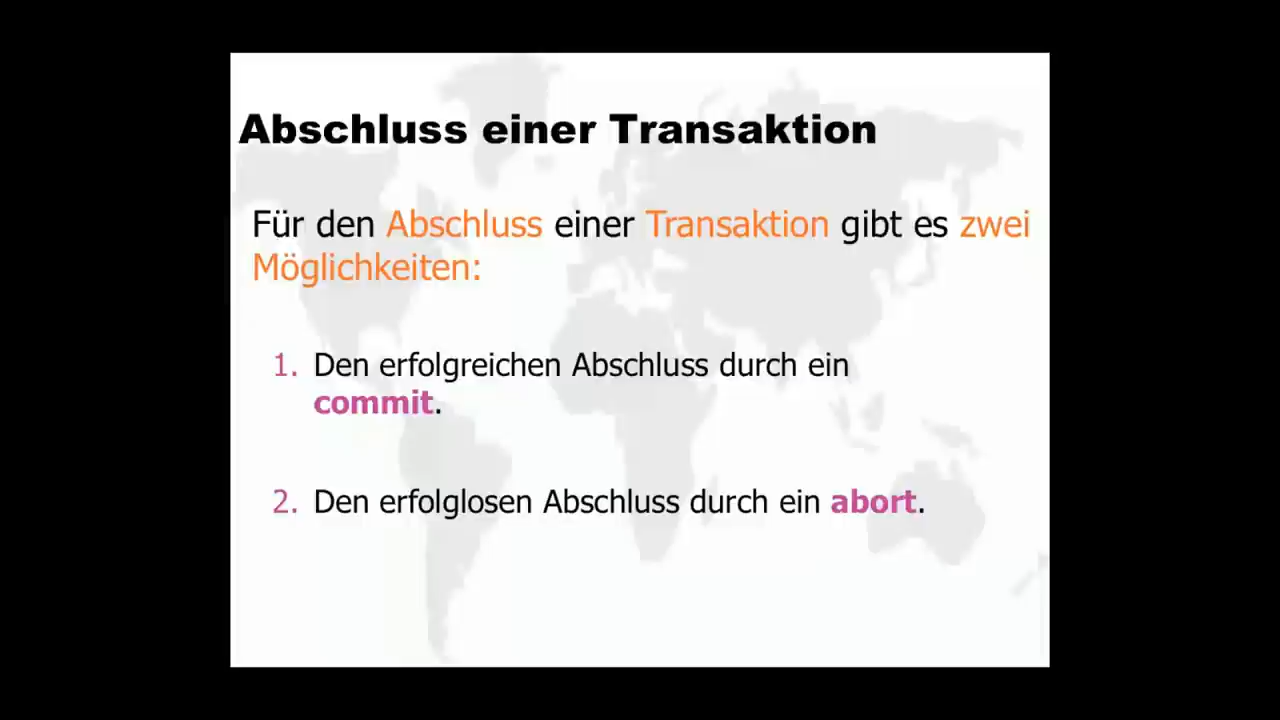 Abschluss einer Transaktion
Für den Abschluss einer Transaktion gibt es zwei
Möglichkeiten:
1. Den erfolgreichen Abschluss durch ein
commit.
2. Den erfolglosen Abschluss durch ein abort.